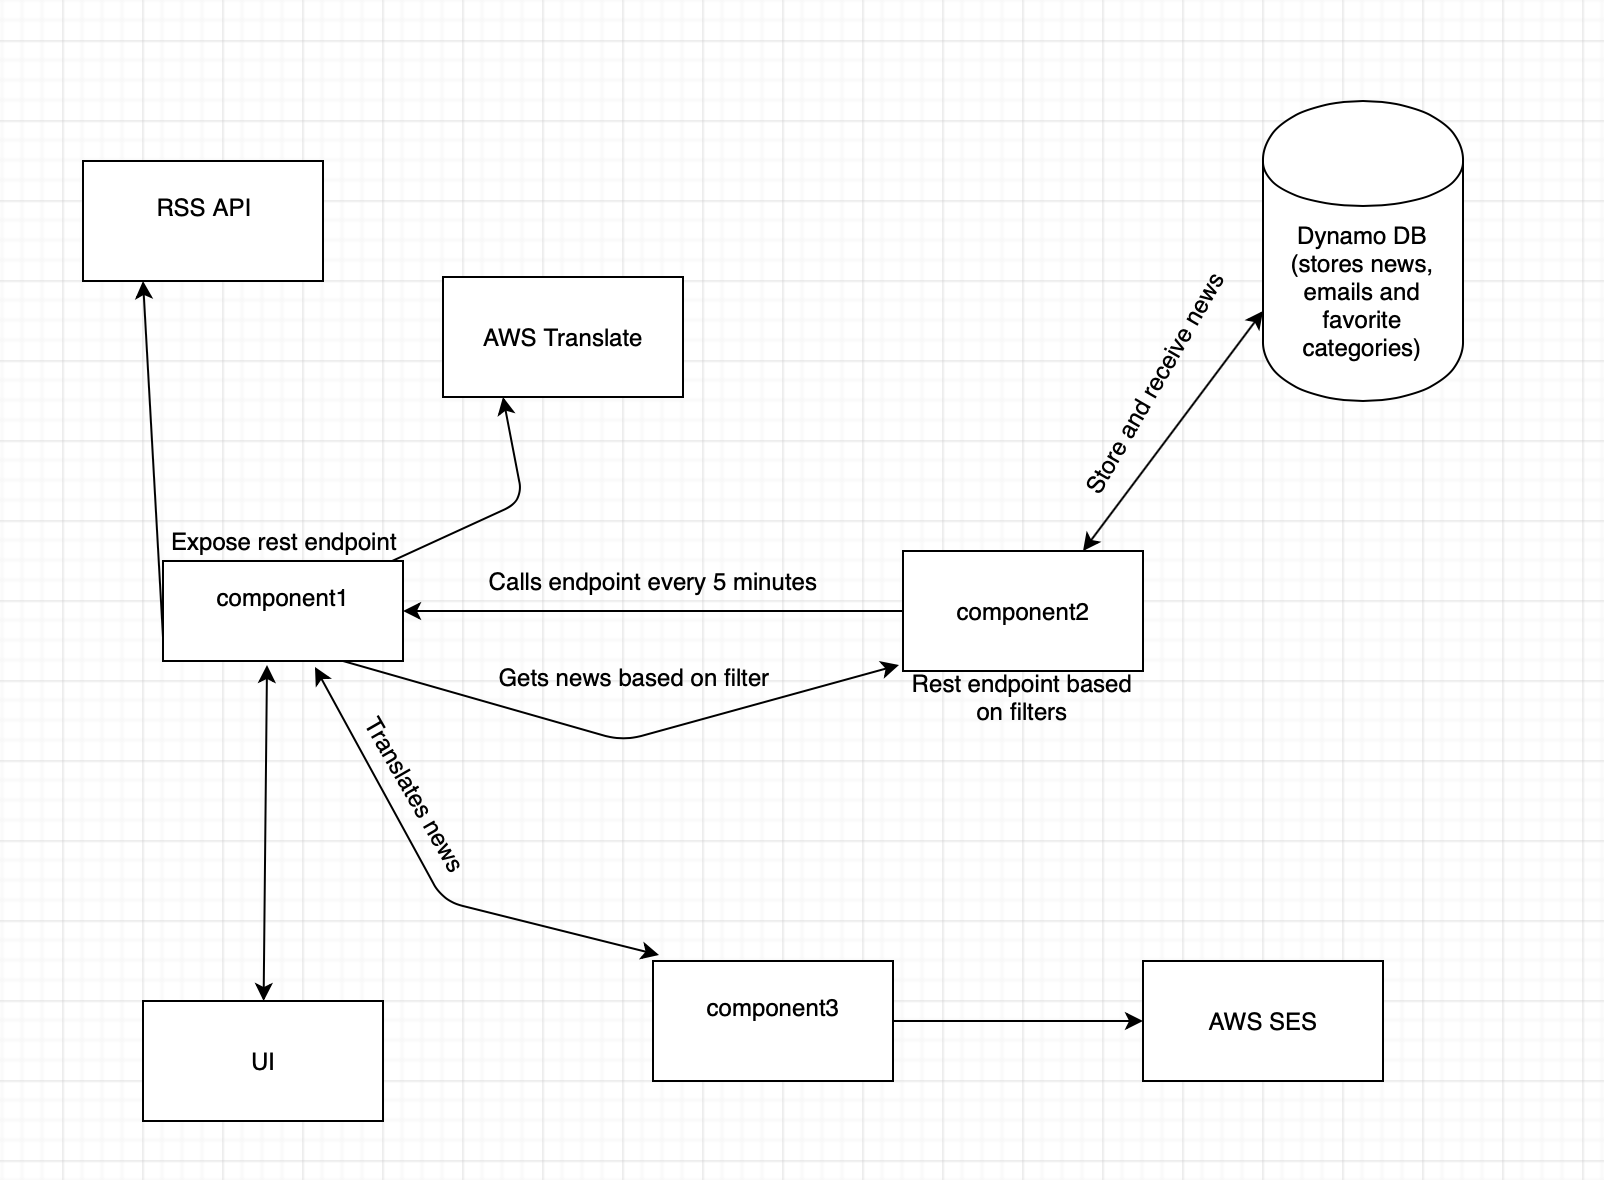 RSS API
AWS Translate
Dynamo DB
(stores news,
emails and
favorite
categories)
Store and receive news
Expose rest endpoint
component1
Calls endpoint every 5 minutes
component2
Gets news based on filter
Rest endpoint based
on filters
Translates news
component3
AWS SES
UI